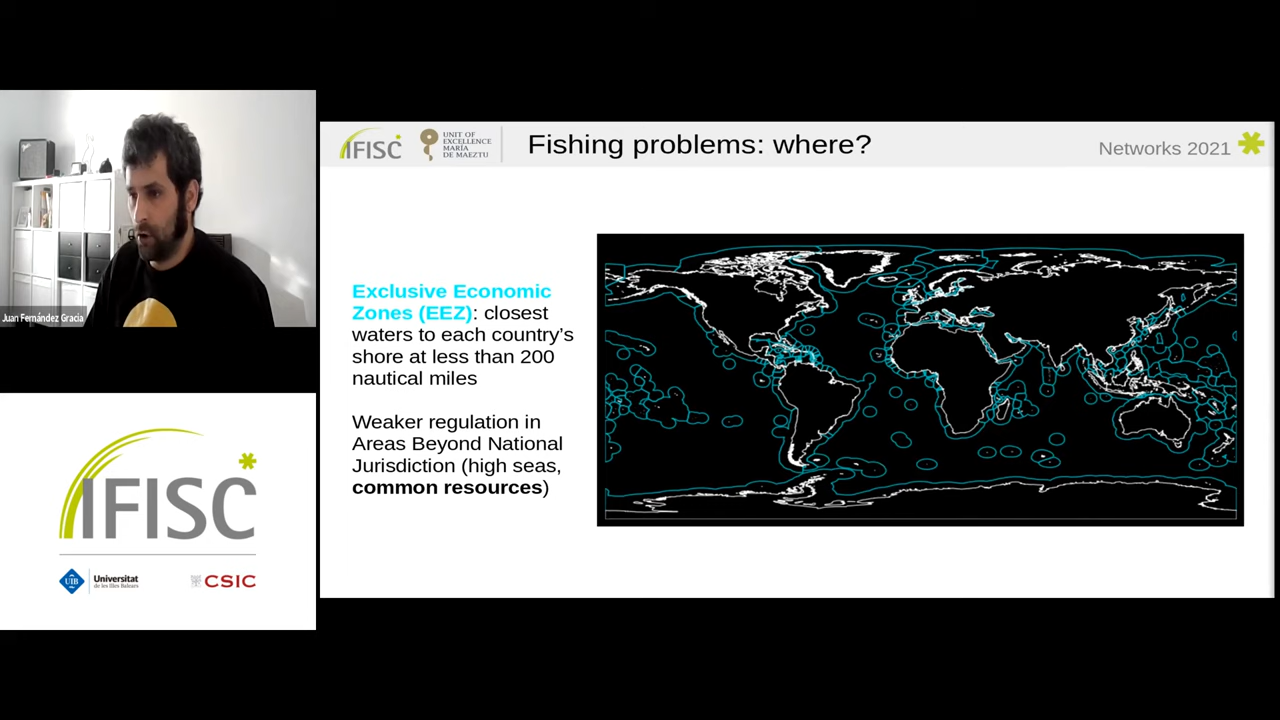 Juan Fernández Gracia
IFISC
UNIT OF
EXCELLENCE
MARÍA
DE MAEZTU
Fishing problems: where?
Networks 2021
Exclusive Economic
Zones (EEZ): closest
waters to each country’s
shore at less than 200
nautical miles
Weaker regulation in
Areas Beyond National
Jurisdiction (high seas,
common resources)
IFISC
UIB
Universitat
de les Illes Balears
CSIC